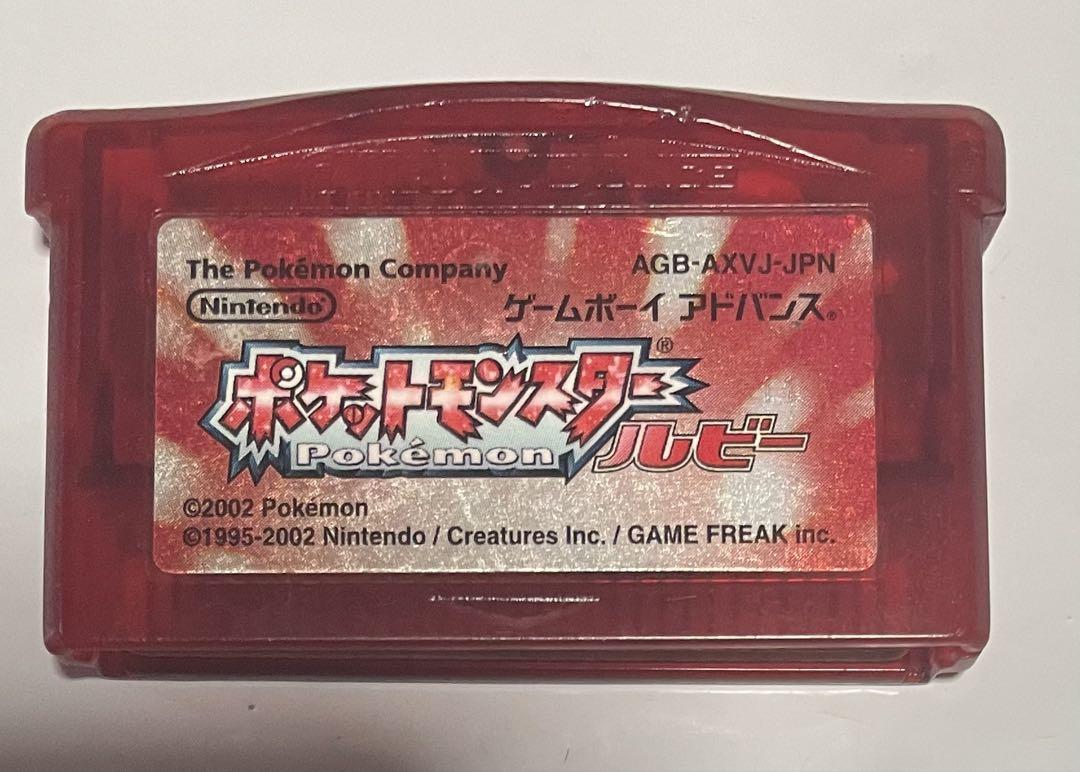 The Pokémon Company
AGB-AXVJ-JPN
Nintendo®
ゲームボーイ アドバンス®
ポケットモンスター®
Pokémon
ルビー
©2002 Pokémon
©1995-2002 Nintendo / Creatures Inc. / GAME FREAK inc.